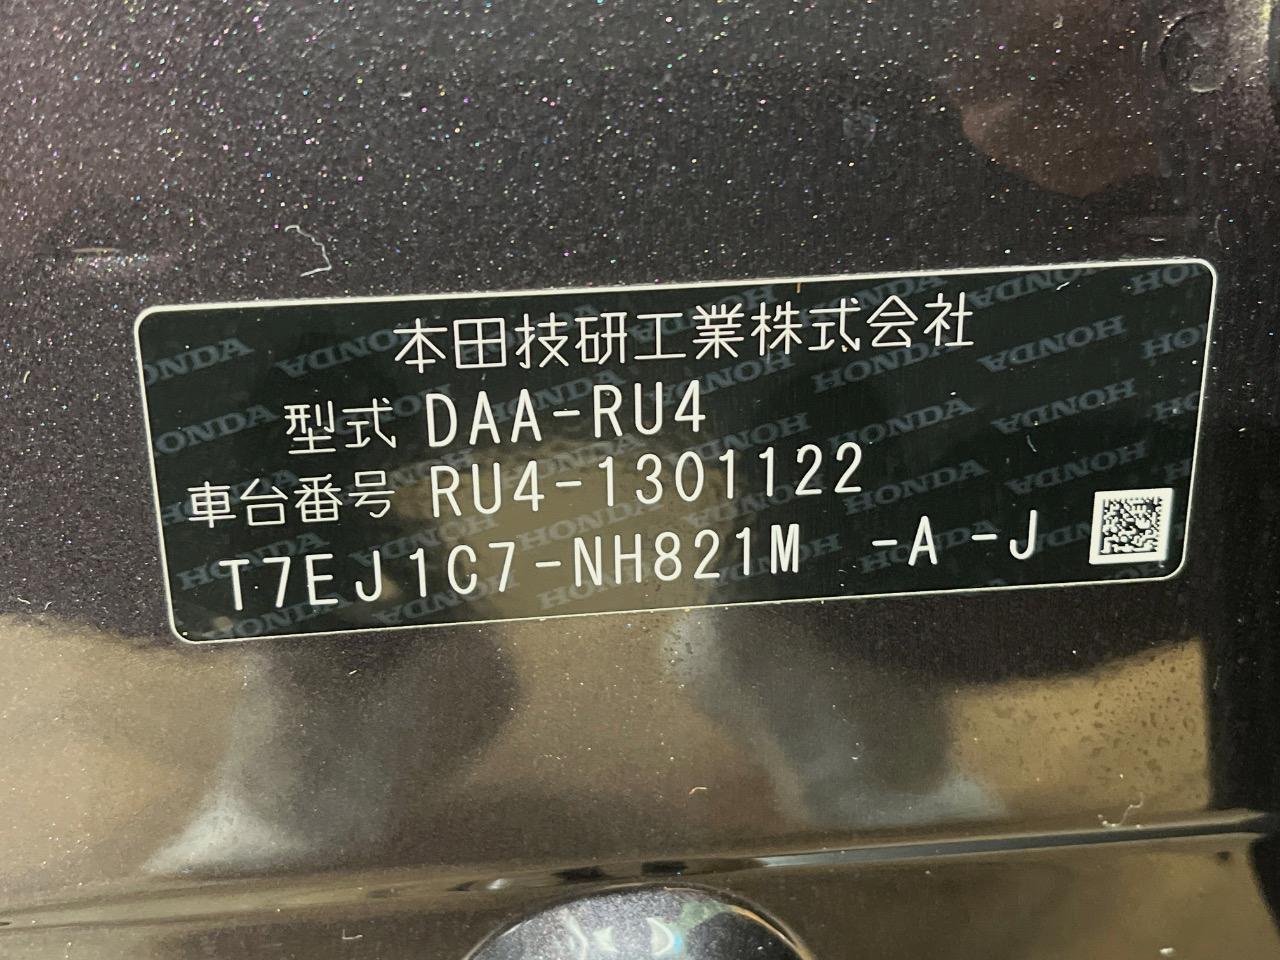 本田技研工業株式会社
型式 DAA-RU4
車台番号 RU4-1301122
T7EJ1C7-NH821M -A -J